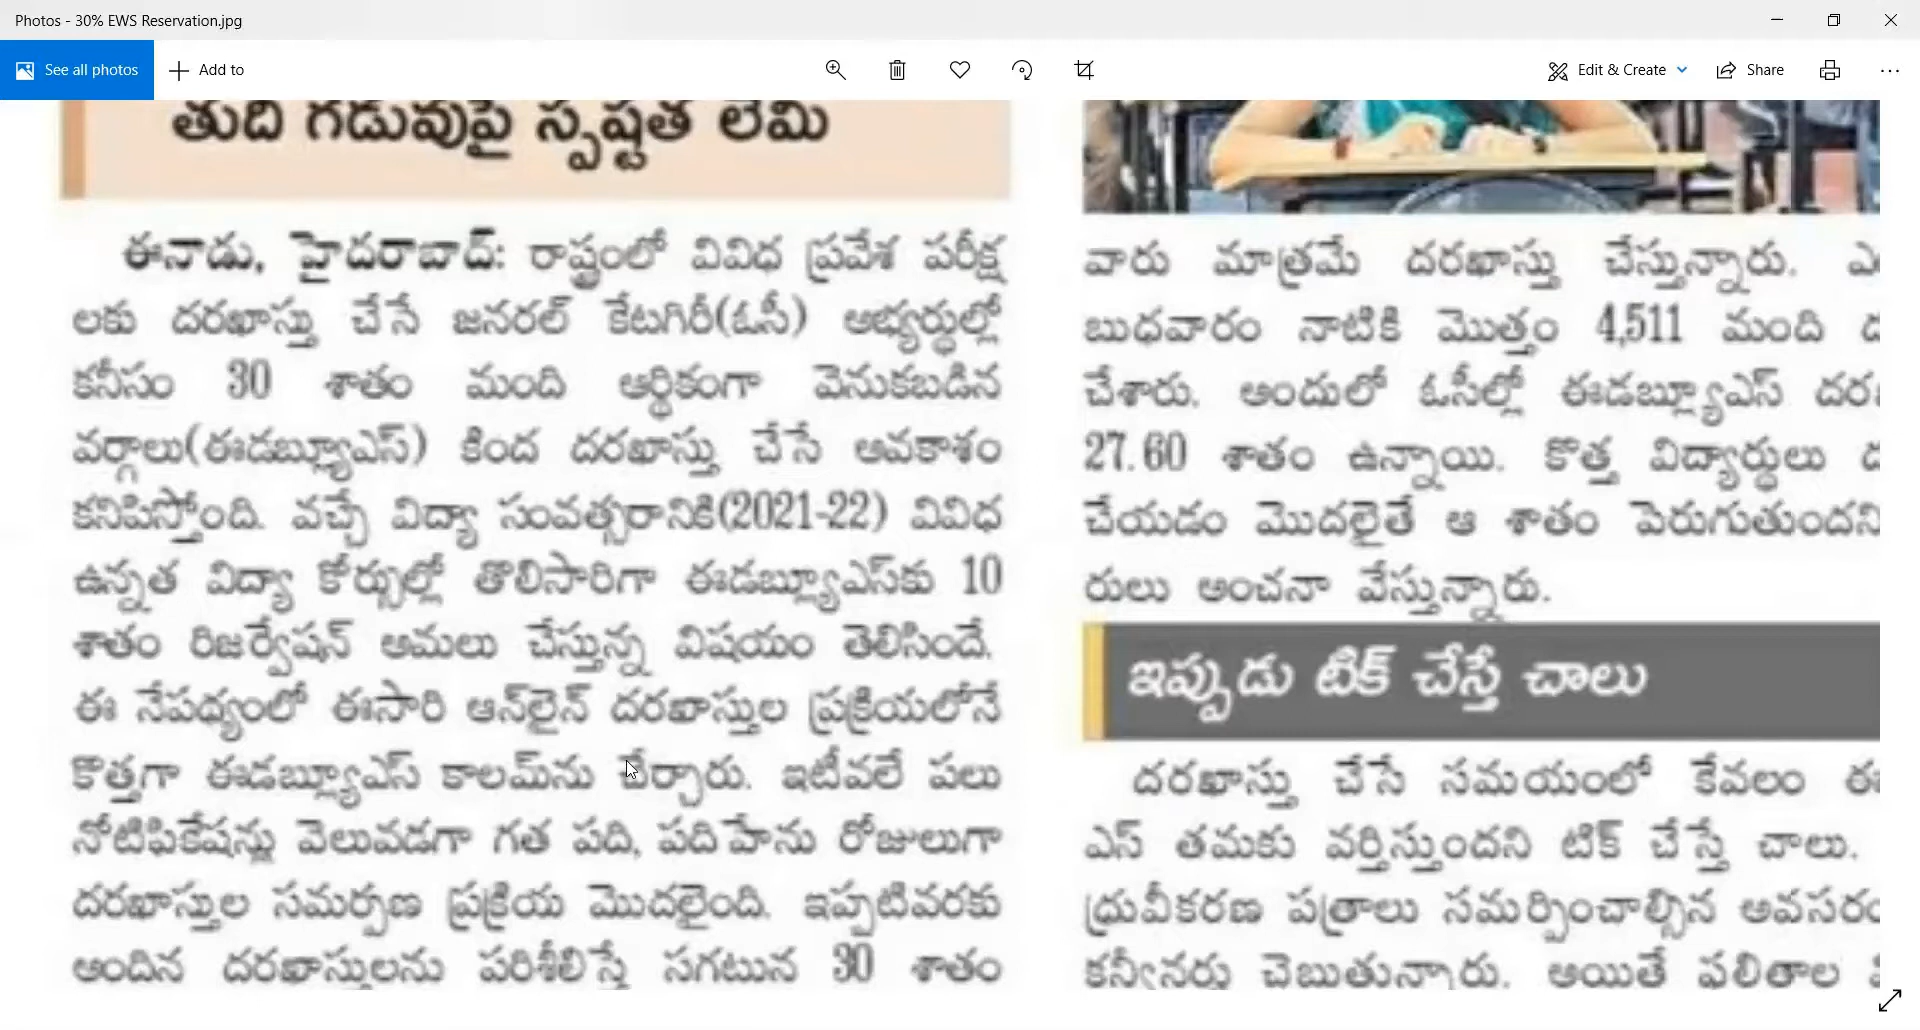 Photos - 30% EWS Reservation.jpg
See all photos
Add to
Edit & Create
Share
తుది గడువుపై స్పష్టత లేమి
ఈనాడు, హైదరాబాద్: రాష్ట్రంలో వివిధ ప్రవేశ పరీక్ష
లకు దరఖాస్తు చేసే జనరల్ కేటగిరీ(ఓసీ) అభ్యర్థుల్లో
కనీసం 30 శాతం మంది ఆర్థికంగా వెనుకబడిన
వర్గాలు(ఈడబ్ల్యూఎస్) కింద దరఖాస్తు చేసే అవకాశం
కనిపిస్తోంది. వచ్చే విద్యా సంవత్సరానికి(2021-22) వివిధ
ఉన్నత విద్యా కోర్సుల్లో తొలిసారిగా ఈడబ్ల్యూఎస్‌కు 10
శాతం రిజర్వేషన్ అమలు చేస్తున్న విషయం తెలిసిందే.
ఈ నేపథ్యంలో ఈసారి ఆన్‌లైన్ దరఖాస్తుల ప్రక్రియలోనే
కొత్తగా ఈడబ్ల్యూఎస్ కాలమ్‌ను చేర్చారు. ఇటీవలే పలు
నోటిఫికేషన్లు వెలువడగా గత పది, పదిహేను రోజులుగా
దరఖాస్తుల సమర్పణ ప్రక్రియ మొదలైంది. ఇప్పటివరకు
అందిన దరఖాస్తులను పరిశీలిస్తే సగటున 30 శాతం
వారు మాత్రమే దరఖాస్తు చేస్తున్నారు.
బుధవారం నాటికి మొత్తం 4,511 మంది
చేశారు. అందులో ఓసీల్లో ఈడబ్ల్యూఎస్
27.60 శాతం ఉన్నాయి. కొత్త విద్యార్థులు
చేయడం మొదలైతే ఆ శాతం పెరుగుతుందని
రులు అంచనా వేస్తున్నారు.
ఇప్పుడు టిక్ చేస్తే చాలు
దరఖాస్తు చేసే సమయంలో కేవలం
ఎస్ తమకు వర్తిస్తుందని టిక్ చేస్తే చాలు.
ధ్రువీకరణ పత్రాలు సమర్పించాల్సిన
కన్వీనర్లు చెబుతున్నారు. అయితే ఫలితాల